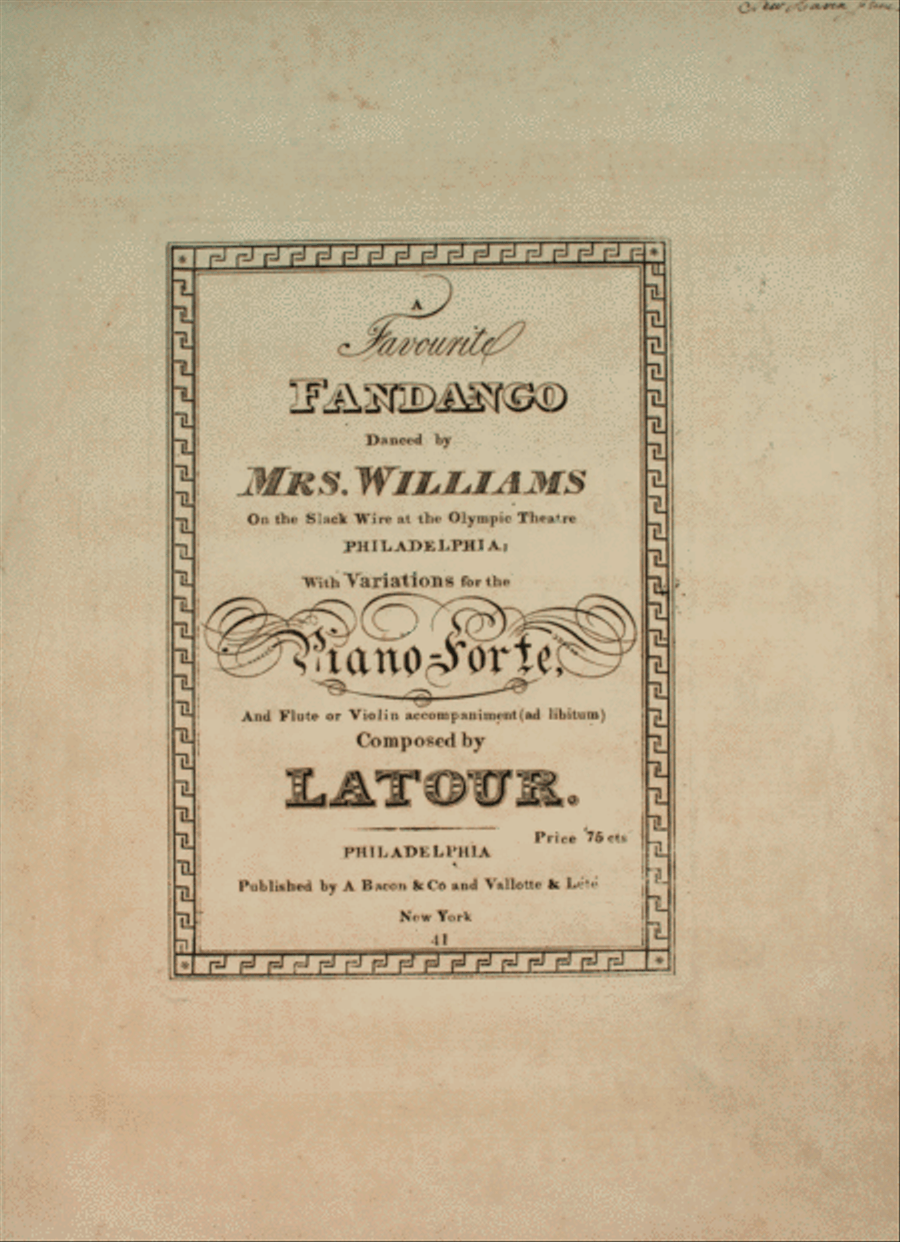 New Haven
A
Favourite
FANDANGO
Danced by
MRS. WILLIAMS
On the Slack Wire at the Olympic Theatre
PHILADELPHIA;
With Variations for the
Piano-Forte,
And Flute or Violin accompaniment (ad libitum)
Composed by
LATOUR.
Price 75 cts
PHILADELPHIA
Published by A Bacon & Co and Vallotte & Lété
New York
41